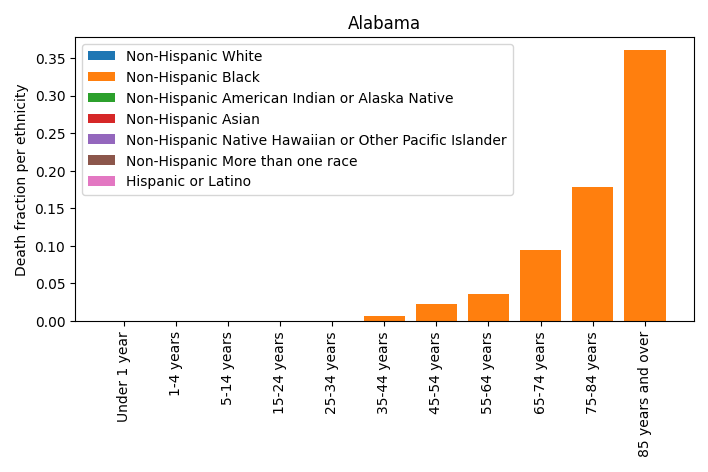 Alabama
Death fraction per ethnicity
0.35
0.30
0.25
0.20
0.15
0.10
0.05
0.00
Non-Hispanic White
Non-Hispanic Black
Non-Hispanic American Indian or Alaska Native
Non-Hispanic Asian
Non-Hispanic Native Hawaiian or Other Pacific Islander
Non-Hispanic More than one race
Hispanic or Latino
Under 1 year
1-4 years
5-14 years
15-24 years
25-34 years
35-44 years
45-54 years
55-64 years
65-74 years
75-84 years
85 years and over